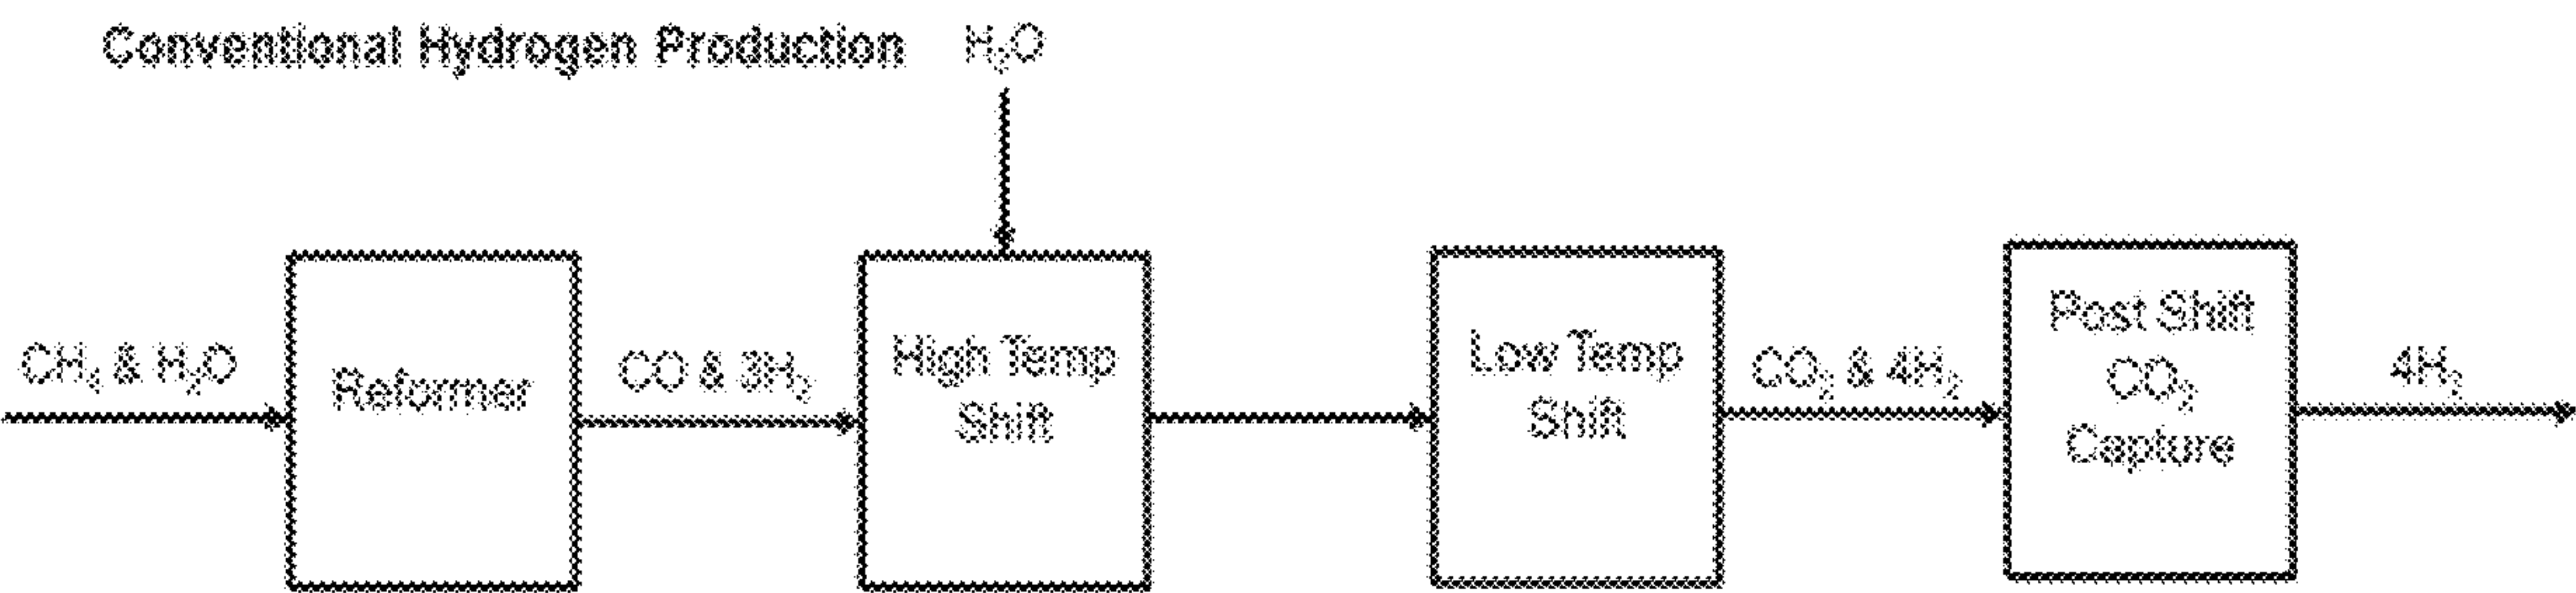 Conventional Hydrogen Production
H₂O
CH₄ & H₂O
Reformer
CO & 3H₂
High Temp
Shift
Low Temp
Shift
CO₂ & 4H₂
Post Shift
CO₂
Capture
4H₂